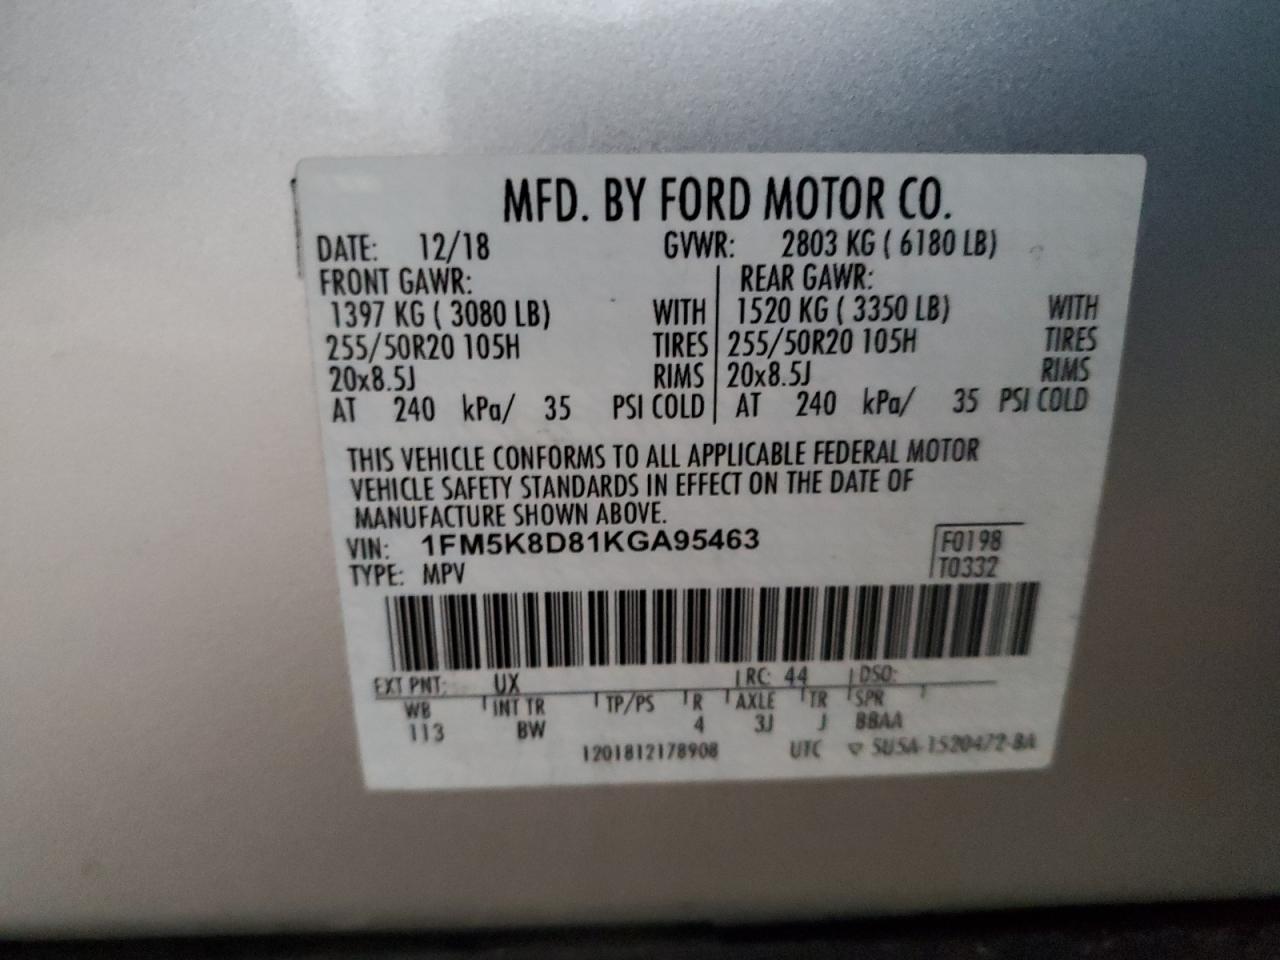 MFD. BY FORD MOTOR CO.
DATE: 12/18 GVWR: 2803 KG ( 6180 LB)
FRONT GAWR: REAR GAWR:
1397 KG ( 3080 LB) WITH 1520 KG ( 3350 LB) WITH
255/50R20 105H TIRES 255/50R20 105H TIRES
20x8.5J RIMS 20x8.5J RIMS
AT 240 kPa/ 35 PSI COLD AT 240 kPa/ 35 PSI COLD
THIS VEHICLE CONFORMS TO ALL APPLICABLE FEDERAL MOTOR
VEHICLE SAFETY STANDARDS IN EFFECT ON THE DATE OF
MANUFACTURE SHOWN ABOVE.
VIN: 1FM5K8D81KGA95463 F0198
TYPE: MPV T0332
EXT PNT: UX RC: 44 DSO:
WB INT TR TP/PS R AXLE TR SPR
113 BW 4 3J J BBAA
1201812178908 UTC SU5A-1520472-BA